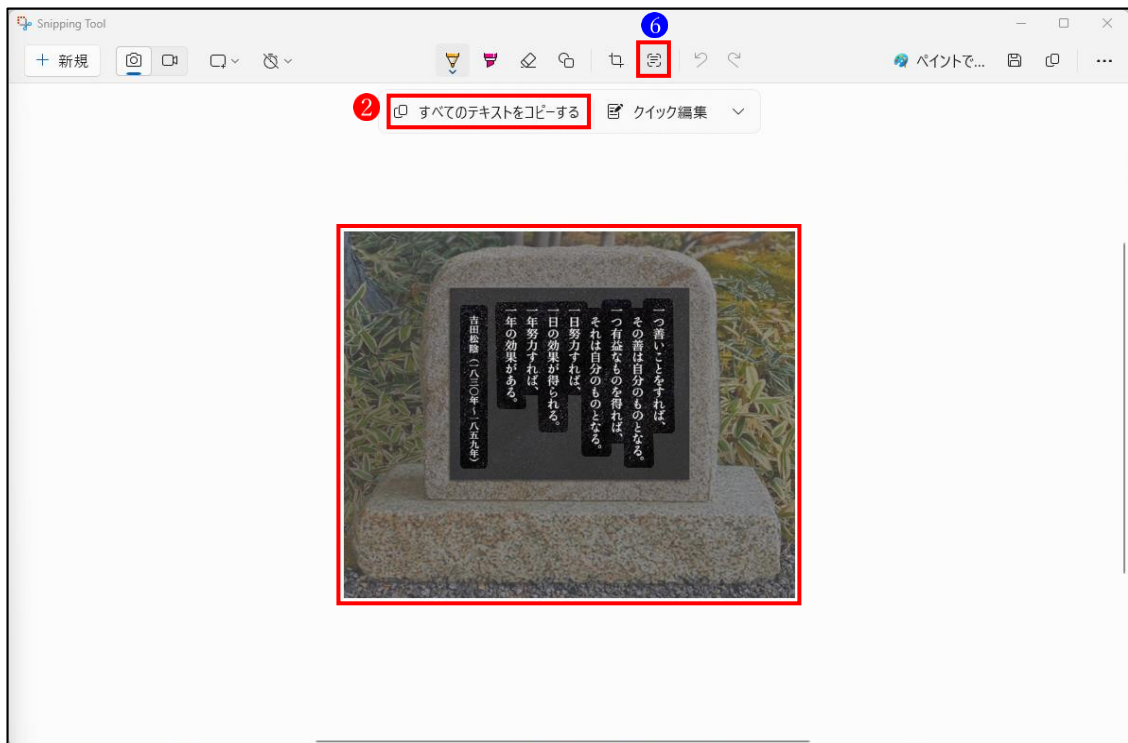 Snipping Tool
6
新規
ペイントで...
2
すべてのテキストをコピーする
クイック編集
一つ善いことをすれば、
その善は自分のものとなる。
一つ有益なものを得れば、
それは自分のものとなる。
一日努力すれば、
一日の効果が得られる。
一年努力すれば、
一年の効果がある。
吉田松陰（一八三〇年～一八五九年）